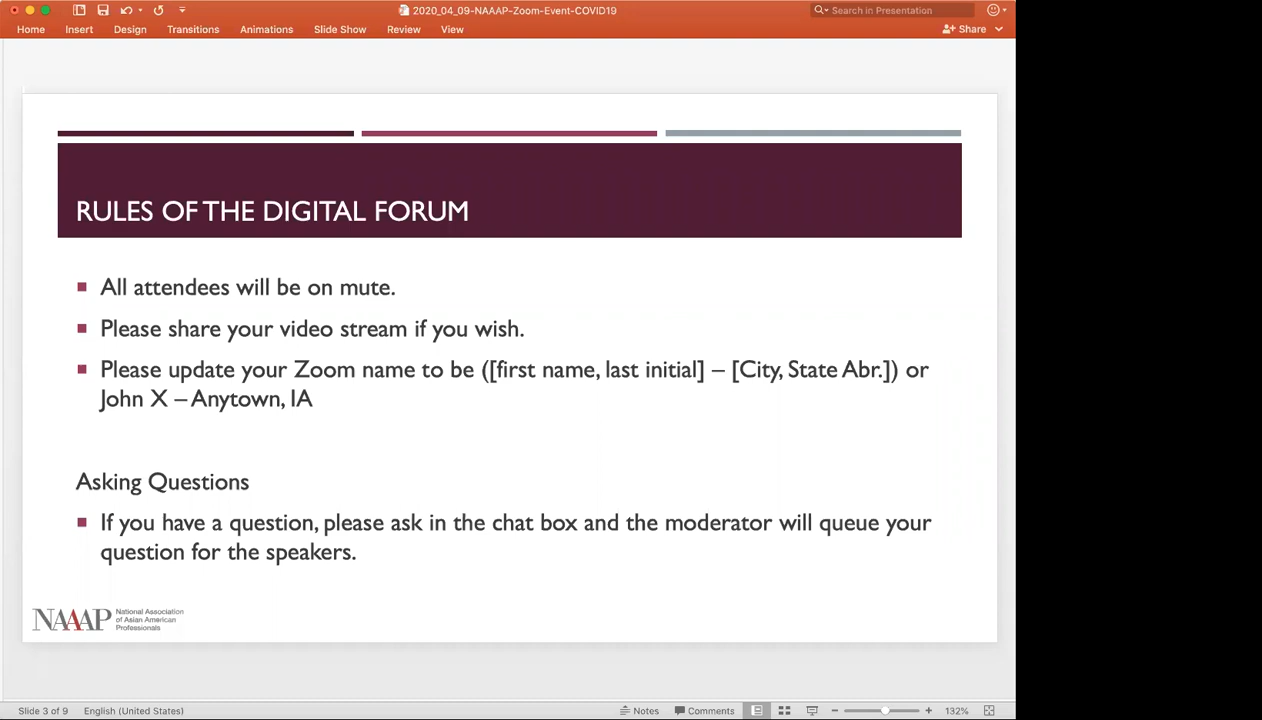 2020_04_09-NAAAP-Zoom-Event-COVID19
Search in Presentation
Home Insert Design Transitions Animations Slide Show Review View
Share
RULES OF THE DIGITAL FORUM
All attendees will be on mute.
Please share your video stream if you wish.
Please update your Zoom name to be ([first name, last initial] – [City, State Abr.]) or
John X – Anytown, IA
Asking Questions
If you have a question, please ask in the chat box and the moderator will queue your
question for the speakers.
NAAAP
National Association
of Asian American
Professionals
Slide 3 of 9 English (United States) Notes Comments 132%